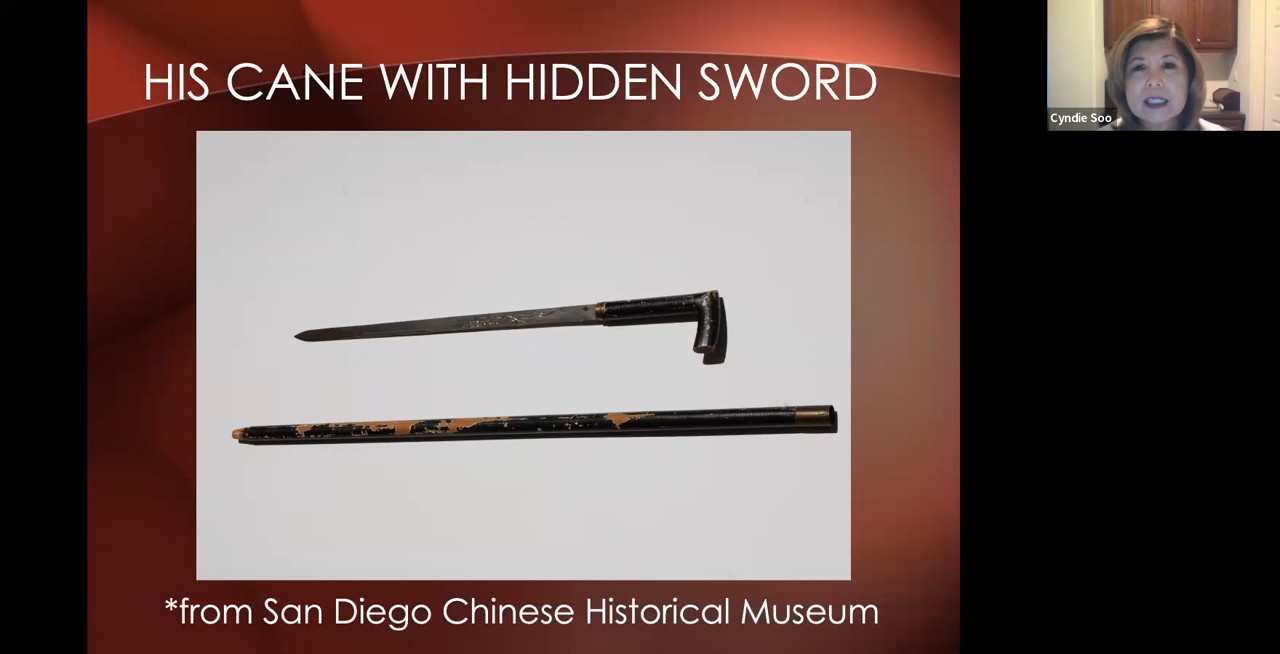 HIS CANE WITH HIDDEN SWORD
Cyndie Soo
*from San Diego Chinese Historical Museum